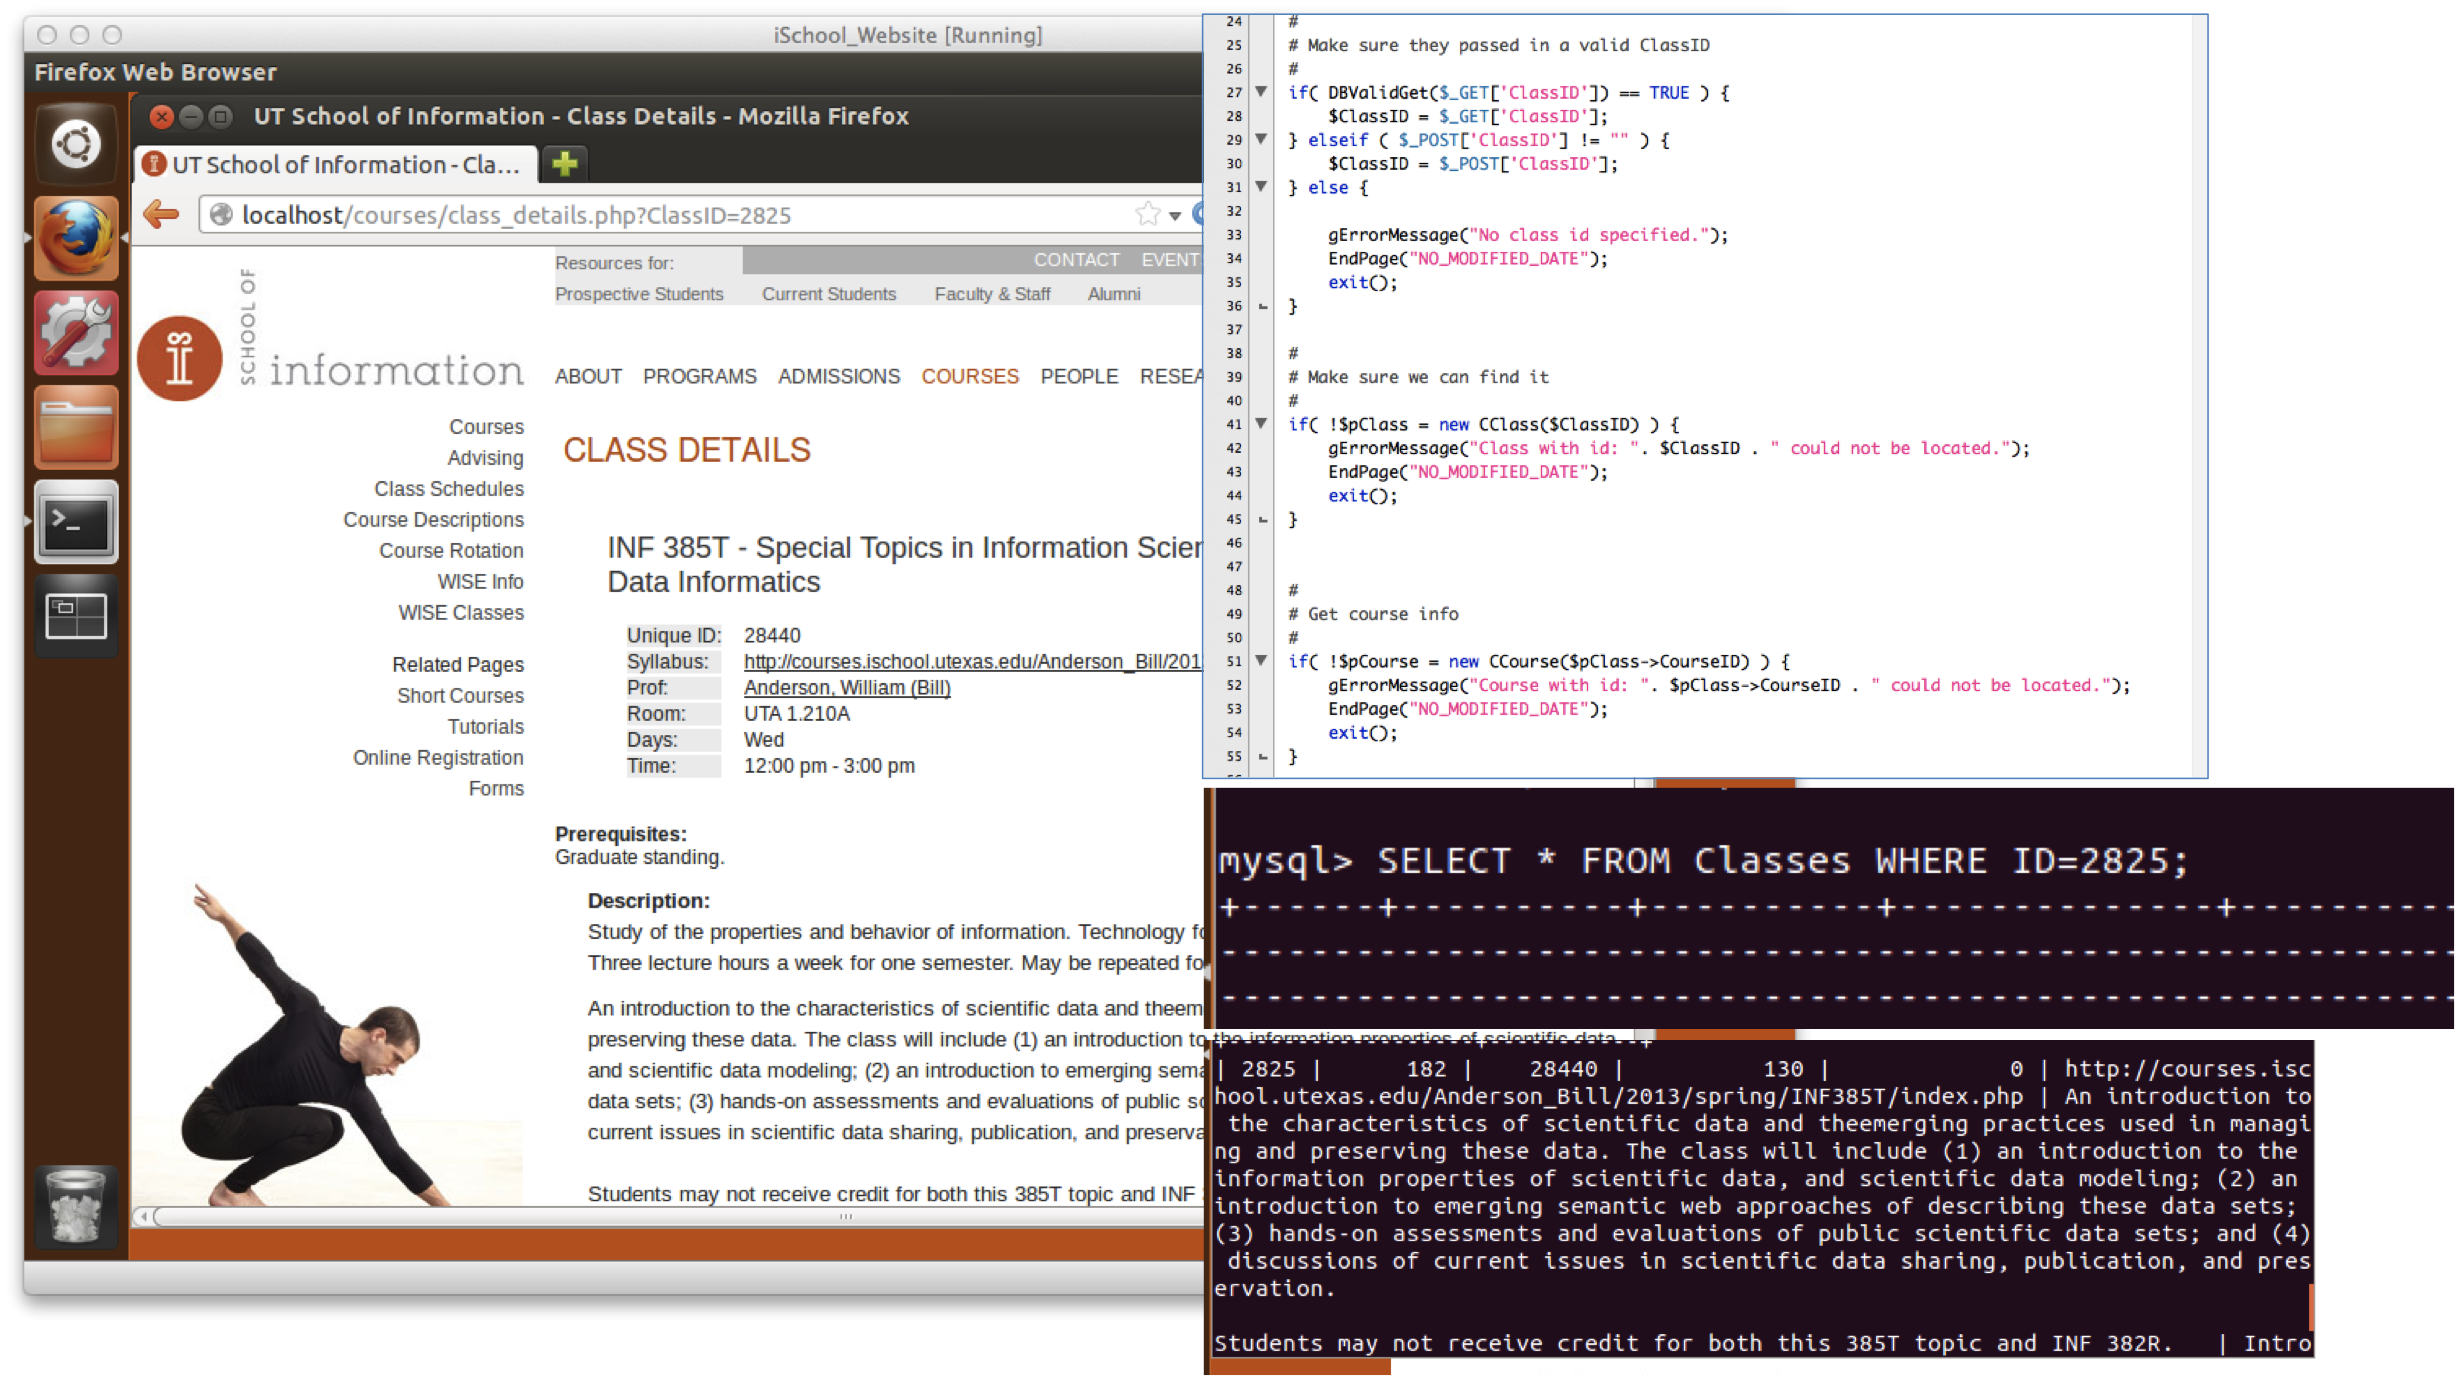 iSchool_Website [Running]
Firefox Web Browser
UT School of Information - Class Details - Mozilla Firefox
UT School of Information - Cla...
localhost/courses/class_details.php?ClassID=2825
Resources for:
CONTACT EVENT
Prospective Students Current Students Faculty & Staff Alumni
SCHOOL OF
information
ABOUT PROGRAMS ADMISSIONS COURSES PEOPLE RESEA
Courses
Advising
Class Schedules
Course Descriptions
Course Rotation
WISE Info
WISE Classes
Related Pages
Short Courses
Tutorials
Online Registration
Forms
CLASS DETAILS
INF 385T - Special Topics in Information Scien
Data Informatics
Unique ID: 28440
Syllabus: http://courses.ischool.utexas.edu/Anderson_Bill/201
Prof: Anderson, William (Bill)
Room: UTA 1.210A
Days: Wed
Time: 12:00 pm - 3:00 pm
Prerequisites:
Graduate standing.
Description:
Study of the properties and behavior of information. Technology fo
Three lecture hours a week for one semester. May be repeated fo
An introduction to the characteristics of scientific data and theem
preserving these data. The class will include (1) an introduction to the information properties of scientific data,
and scientific data modeling; (2) an introduction to emerging sema
data sets; (3) hands-on assessments and evaluations of public sc
current issues in scientific data sharing, publication, and preserva
Students may not receive credit for both this 385T topic and INF
24 #
25 # Make sure they passed in a valid ClassID
26 #
27 if( DBValidGet($_GET['ClassID']) == TRUE ) {
28 $ClassID = $_GET['ClassID'];
29 } elseif ( $_POST['ClassID'] != "" ) {
30 $ClassID = $_POST['ClassID'];
31 } else {
32
33 gErrorMessage("No class id specified.");
34 EndPage("NO_MODIFIED_DATE");
35 exit();
36 }
37
38 #
39 # Make sure we can find it
40 #
41 if( !$pClass = new CClass($ClassID) ) {
42 gErrorMessage("Class with id: ". $ClassID . " could not be located.");
43 EndPage("NO_MODIFIED_DATE");
44 exit();
45 }
46
47
48 #
49 # Get course info
50 #
51 if( !$pCourse = new CCourse($pClass->CourseID) ) {
52 gErrorMessage("Course with id: ". $pClass->CourseID . " could not be located.");
53 EndPage("NO_MODIFIED_DATE");
54 exit();
55 }
mysql> SELECT * FROM Classes WHERE ID=2825;
| 2825 | 182 | 28440 | 130 | 0 | http://courses.isc
hool.utexas.edu/Anderson_Bill/2013/spring/INF385T/index.php | An introduction to
the characteristics of scientific data and theemerging practices used in managi
ng and preserving these data. The class will include (1) an introduction to the
information properties of scientific data, and scientific data modeling; (2) an
introduction to emerging semantic web approaches of describing these data sets;
(3) hands-on assessments and evaluations of public scientific data sets; and (4)
discussions of current issues in scientific data sharing, publication, and pres
ervation.
Students may not receive credit for both this 385T topic and INF 382R. | Intro